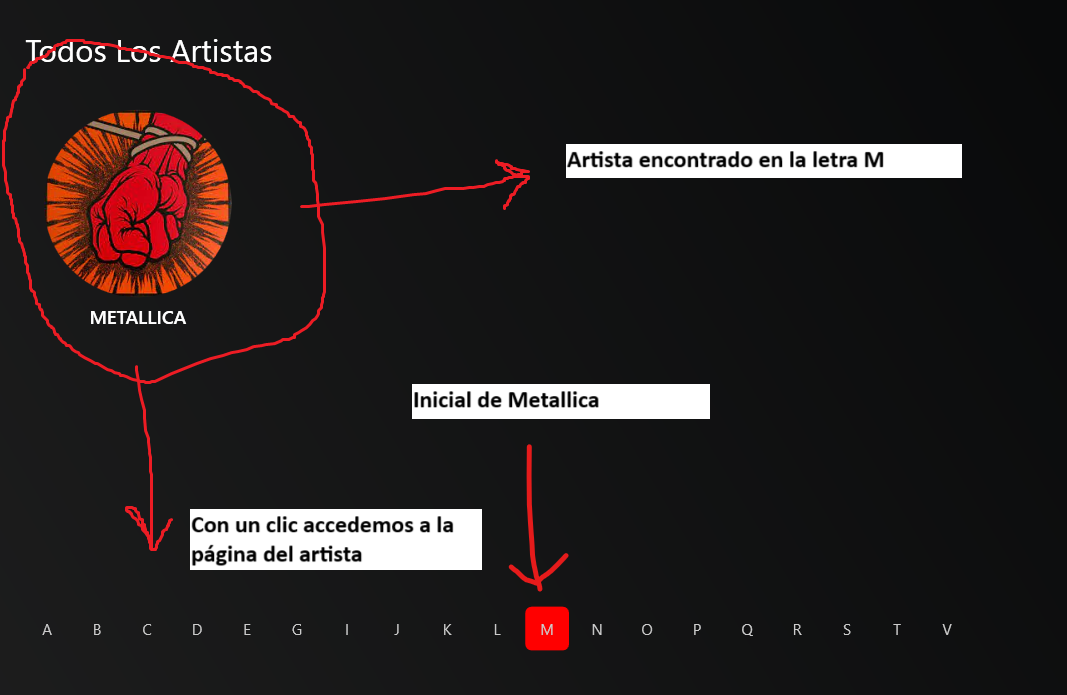 Todos Los Artistas
Artista encontrado en la letra M
METALLICA
Inicial de Metallica
Con un clic accedemos a la
página del artista
A B C D E G I J K L M N O P Q R S T V